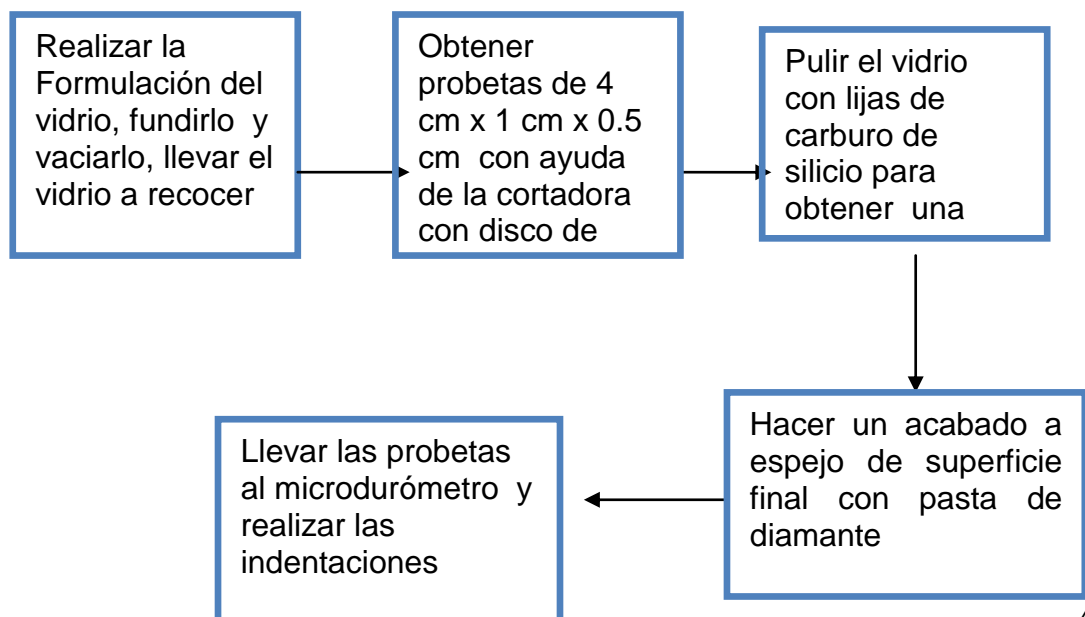 Realizar la
Formulación del
vidrio, fundirlo y
vaciarlo, llevar el
vidrio a recocer
Obtener
probetas de 4
cm x 1 cm x 0.5
cm con ayuda
de la cortadora
con disco de
Pulir el vidrio
con lijas de
carburo de
silicio para
obtener una
Hacer un acabado a
espejo de superficie
final con pasta de
diamante
Llevar las probetas
al microdurómetro y
realizar las
indentaciones